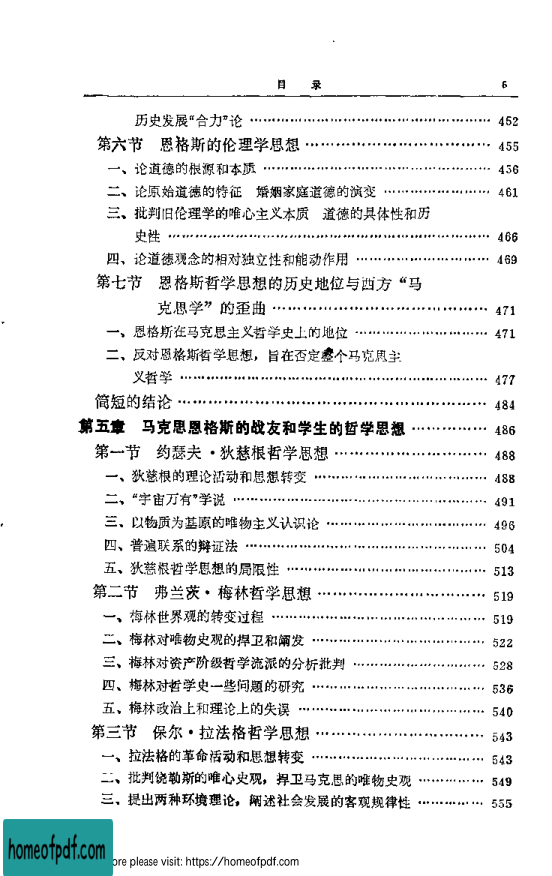 目 录 6
历史发展“合力”论 …………………………………… 452
第六节 恩格斯的伦理学思想 …………………………… 455
一、论道德的根源和本质 ……………………………… 456
二、论原始道德的特征 婚姻家庭道德的演变 ……………… 461
三、批判旧伦理学的唯心主义本质 道德的具体性和历
史性 ………………………………………………… 466
四、论道德观念的相对独立性和能动作用 ………………… 469
第七节 恩格斯哲学思想的历史地位与西方“马
克思学”的歪曲 ………………………………… 471
一、恩格斯在马克思主义哲学史上的地位 ………………… 471
二、反对恩格斯哲学思想，旨在否定整个马克思主
义哲学 ……………………………………………… 477
简短的结论 …………………………………………… 484
第五章 马克思恩格斯的战友和学生的哲学思想 …………… 486
第一节 约瑟夫·狄慈根哲学思想 ……………………… 488
一、狄慈根的理论活动和思想转变 ……………………… 488
二、“宇宙万有”学说 …………………………………… 491
三、以物质为基原的唯物主义认识论 …………………… 496
四、普遍联系的辩证法 ………………………………… 504
五、狄慈根哲学思想的局限性 …………………………… 513
第二节 弗兰茨·梅林哲学思想 ………………………… 519
一、梅林世界观的转变过程 ……………………………… 519
二、梅林对唯物史观的捍卫和阐发 ……………………… 522
三、梅林对资产阶级哲学流派的分析批判 ………………… 528
四、梅林对哲学史一些问题的研究 ……………………… 536
五、梅林政治上和理论上的失误 ………………………… 540
第三节 保尔·拉法格哲学思想 ………………………… 543
一、拉法格的革命活动和思想转变 ……………………… 543
二、批判饶勒斯的唯心史观，捍卫马克思的唯物史观 ………… 549
三、提出两种环境理论，阐述社会发展的客观规律性 ………… 555
homeofpdf.com
ore please visit: https://homeofpdf.com